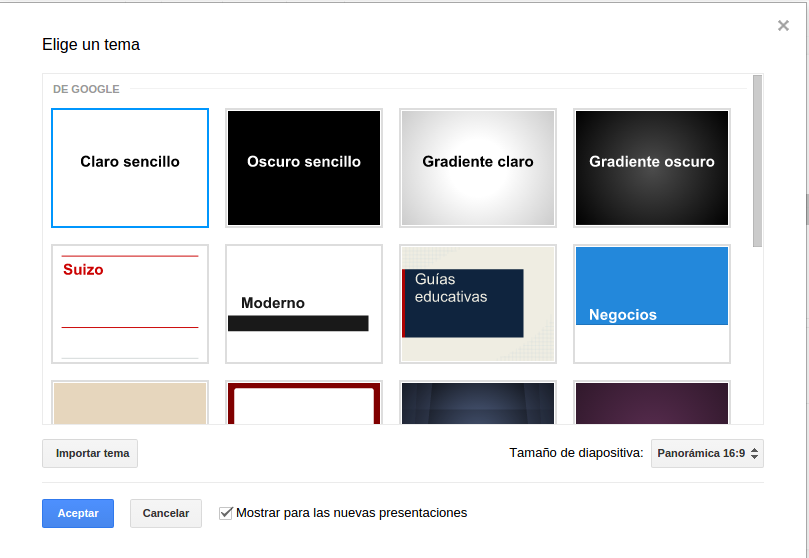 Elige un tema
DE GOOGLE
Claro sencillo
Oscuro sencillo
Gradiente claro
Gradiente oscuro
Suizo
Moderno
Guías
educativas
Negocios
Importar tema
Tamaño de diapositiva:
Panorámica 16:9
Aceptar
Cancelar
Mostrar para las nuevas presentaciones